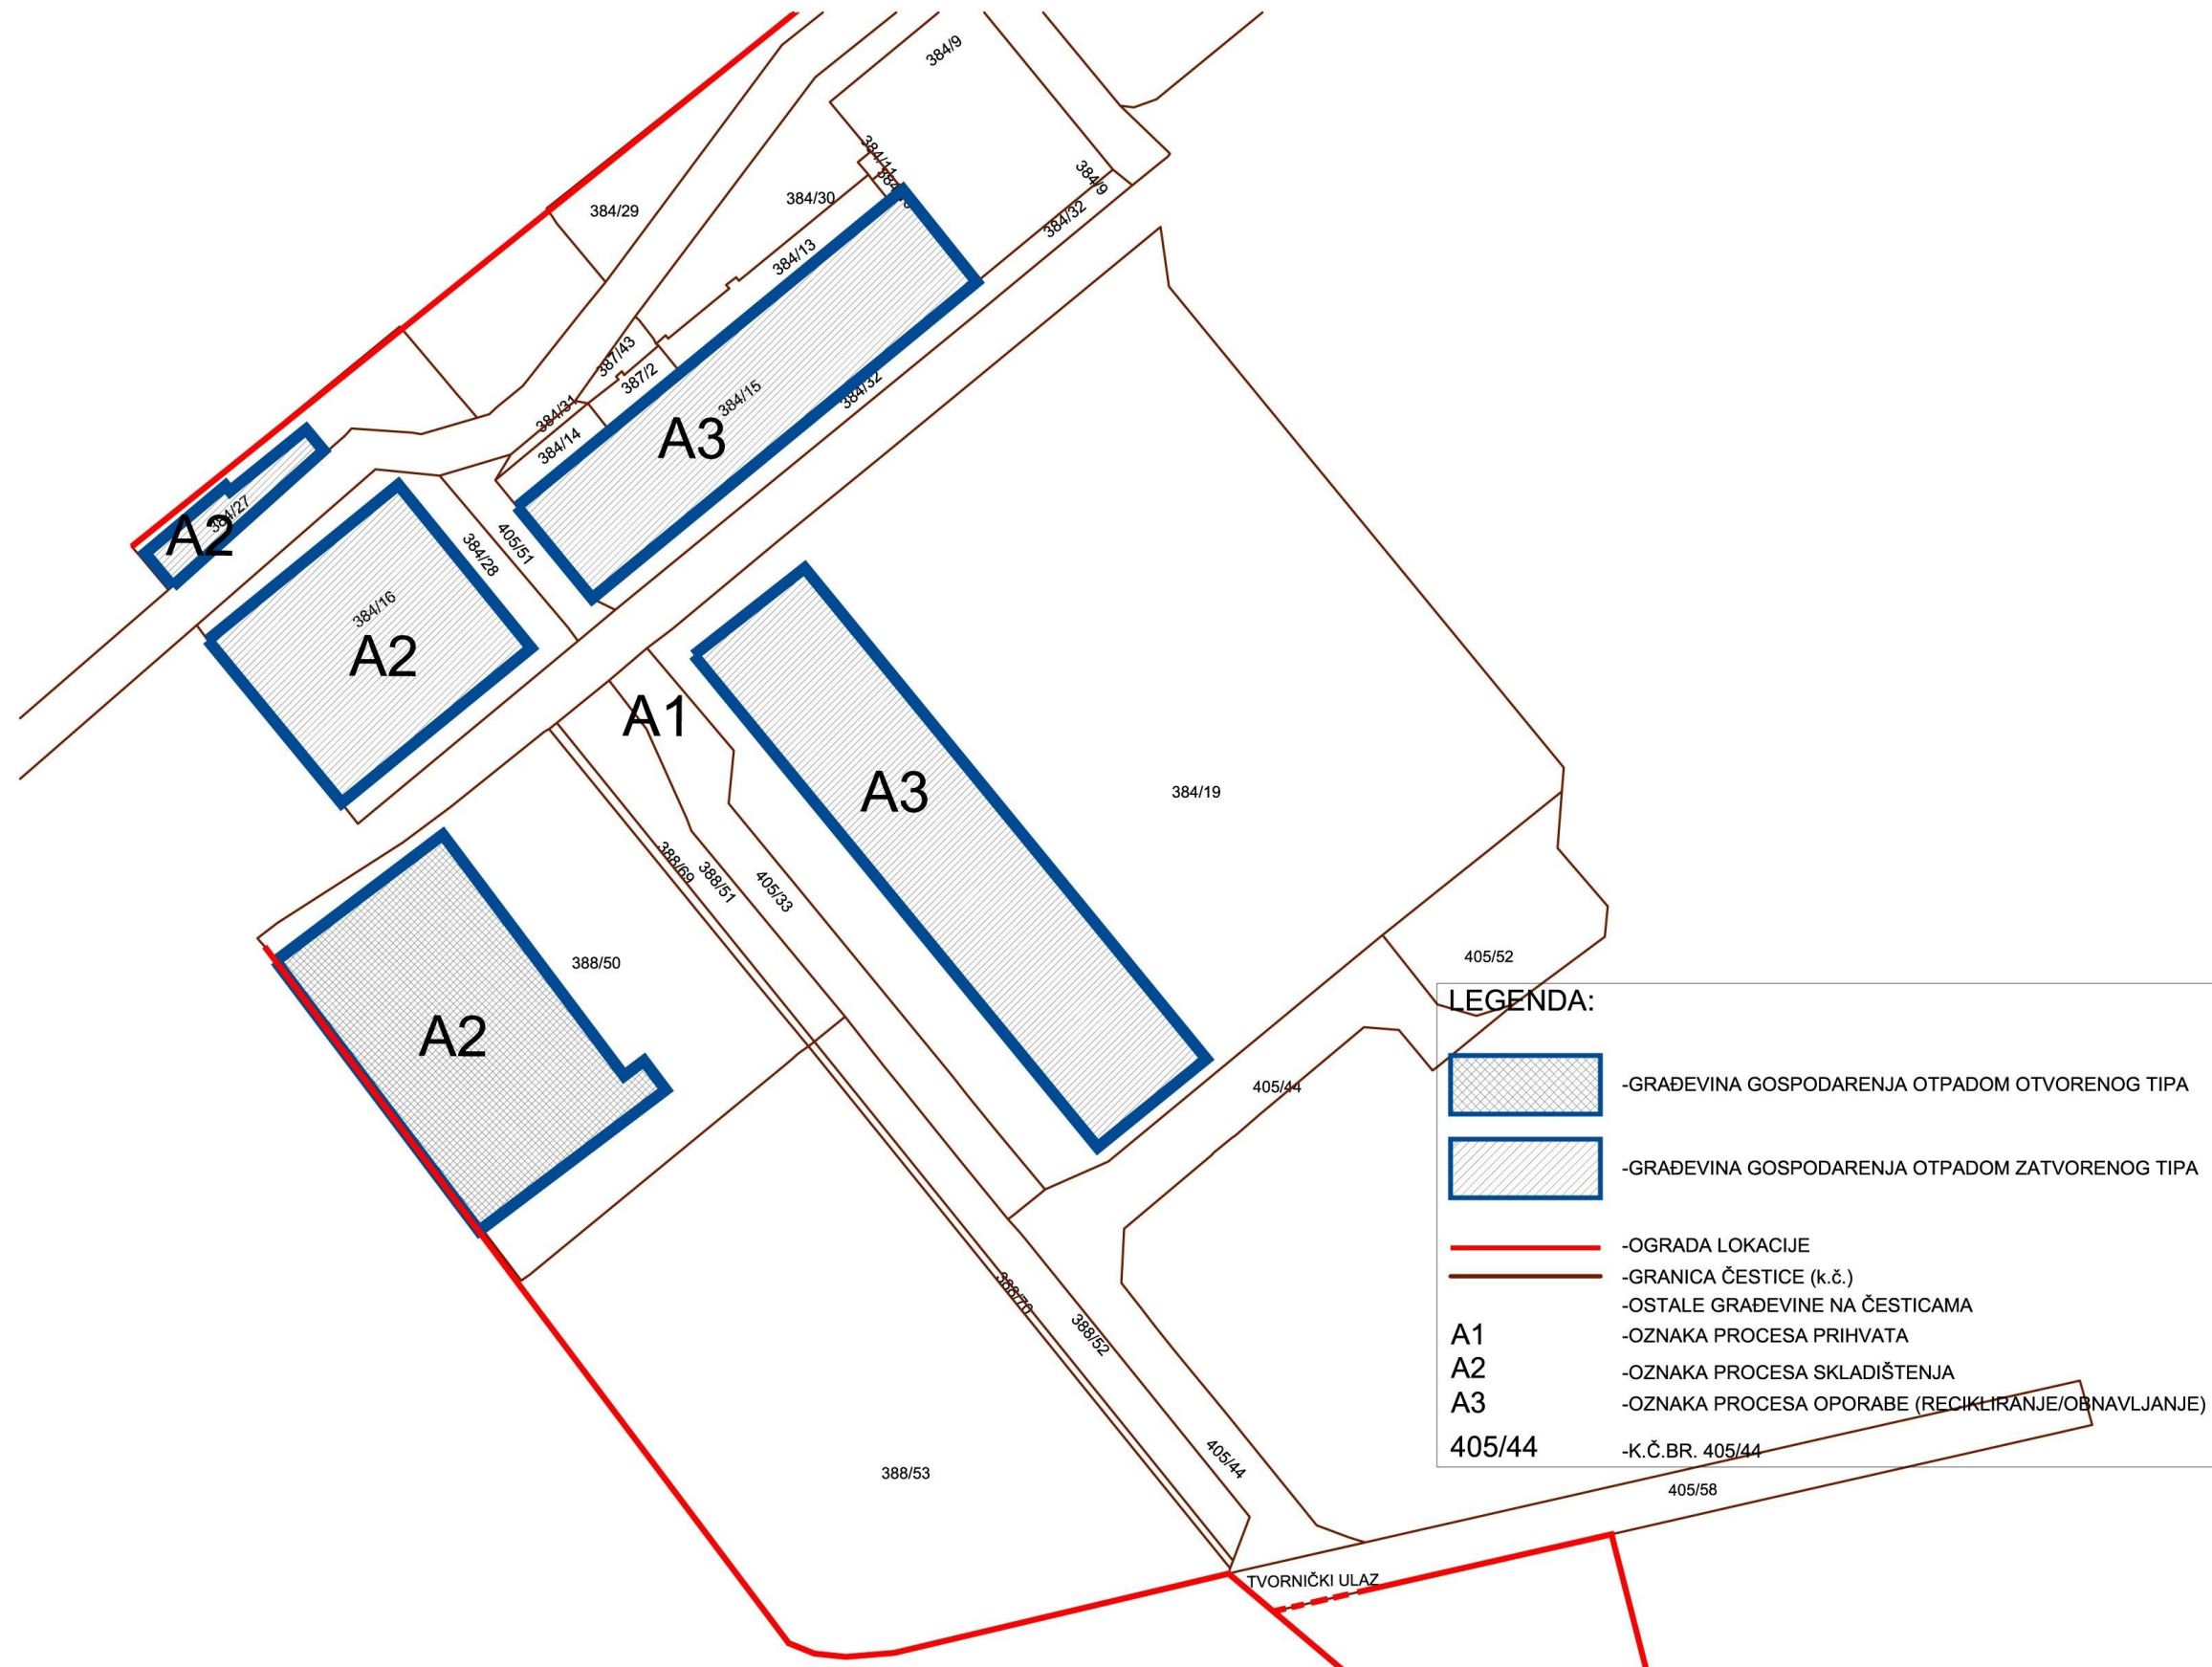 384/9
384/11
384/9
384/30
384/29
384/32
384/13
387/43
387/2
384/15
384/32
384/31
A3
384/14
384/27
A2
405/51
384/28
384/16
A2
A1
A3
384/19
388/69
388/51
405/33
388/50
405/52
A2
405/44
388/70
388/52
405/44
388/53
405/58
TVORNIČKI ULAZ
LEGENDA:
-GRAĐEVINA GOSPODARENJA OTPADOM OTVORENOG TIPA
-GRAĐEVINA GOSPODARENJA OTPADOM ZATVORENOG TIPA
-OGRADA LOKACIJE
-GRANICA ČESTICE (k.č.)
-OSTALE GRAĐEVINE NA ČESTICAMA
A1 -OZNAKA PROCESA PRIHVATA
A2 -OZNAKA PROCESA SKLADIŠTENJA
A3 -OZNAKA PROCESA OPORABE (RECIKLIRANJE/OBNAVLJANJE)
405/44 -K.Č.BR. 405/44